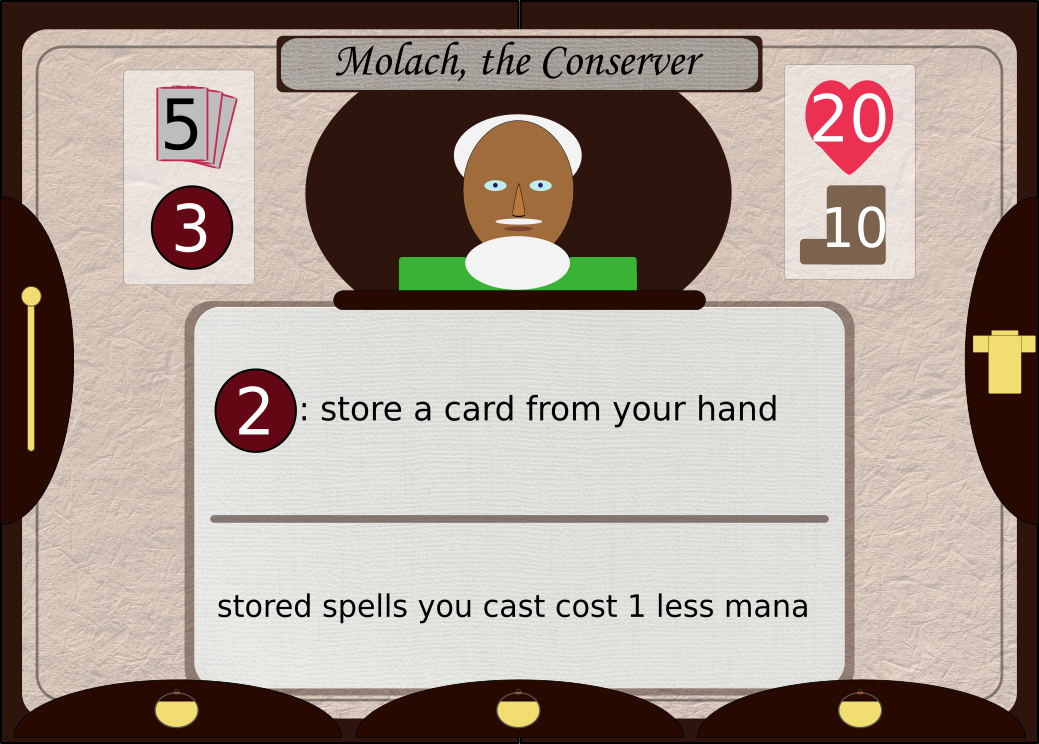 Molach, the Conserver
5
20
3
10
2 : store a card from your hand
stored spells you cast cost 1 less mana